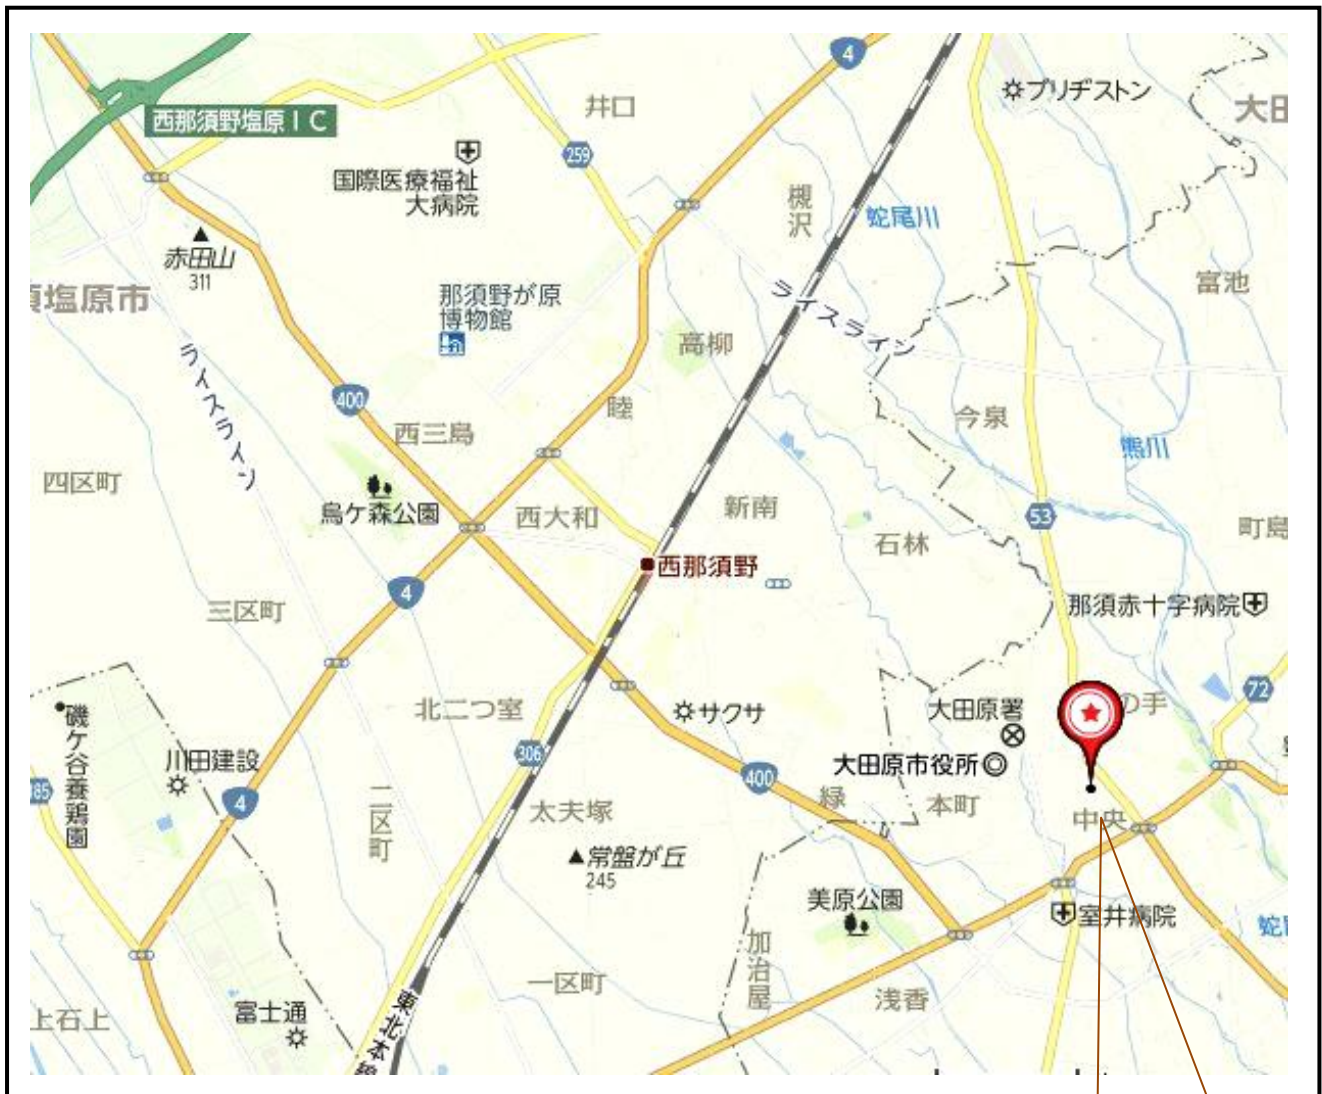 4
ブリヂストン
大田
井口
西那須野塩原IC
259
国際医療福祉
大病院
槻
沢
蛇尾川
赤田山
311
富池
塩原市
那須野が原
博物館
ライスライン
高柳
ライスライン
400
睦
西三島
今泉
熊川
四区町
烏ケ森公園
西大和
新南
53
町島
石林
西那須野
4
三区町
那須赤十字病院
72
北二つ室
サクサ
大田原署
の手
磯ケ谷養鶏園
川田建設
306
大田原市役所
400
185
4
二区町
太夫塚
緑
本町
中央
常盤が丘
245
美原公園
室井病院
加治屋
一区町
浅香
上石上
富士通
東北本線